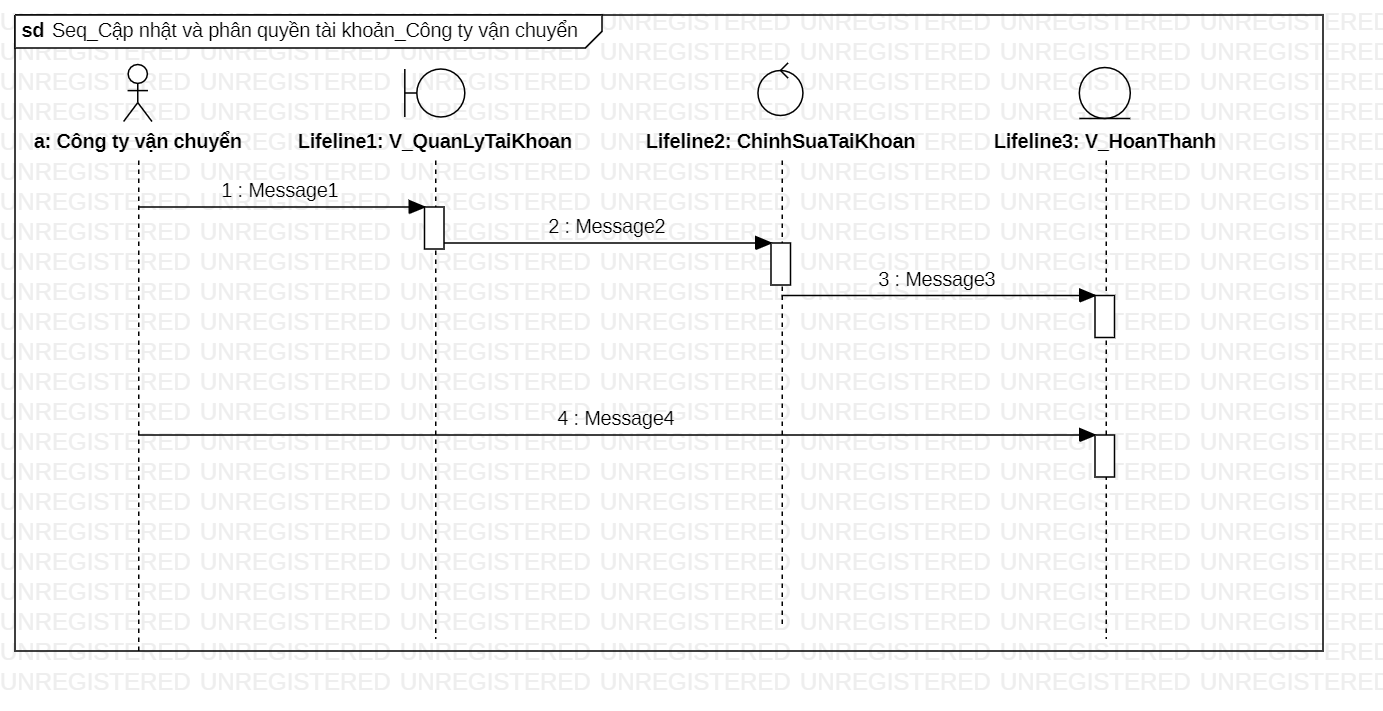 sd Seq_Cập nhật và phân quyền tài khoản_Công ty vận chuyển
a: Công ty vận chuyển
Lifeline1: V_QuanLyTaiKhoan
Lifeline2: ChinhSuaTaiKhoan
Lifeline3: V_HoanThanh
1 : Message1
2 : Message2
3 : Message3
4 : Message4
UNREGISTERED